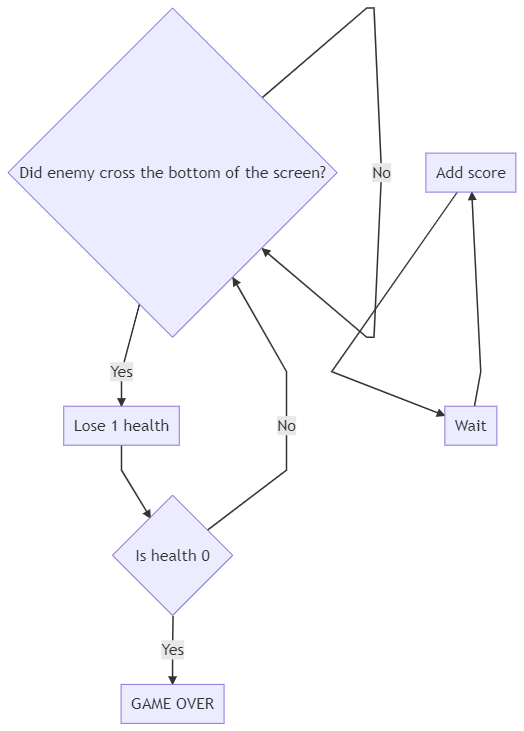 Did enemy cross the bottom of the screen?
No
Add score
Yes
Lose 1 health
No
Wait
Is health 0
Yes
GAME OVER